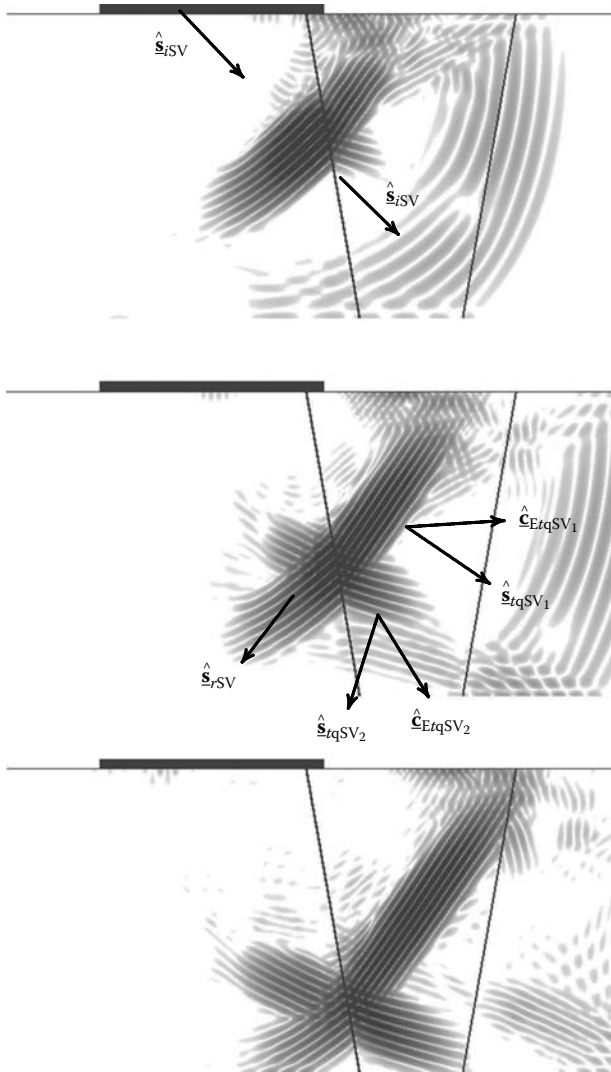 ŝ_iSV
ŝ_iSV
ĉ_EtqSV₁
ŝ_tqSV₁
ŝ_rSV
ŝ_tqSV₂
ĉ_EtqSV₂